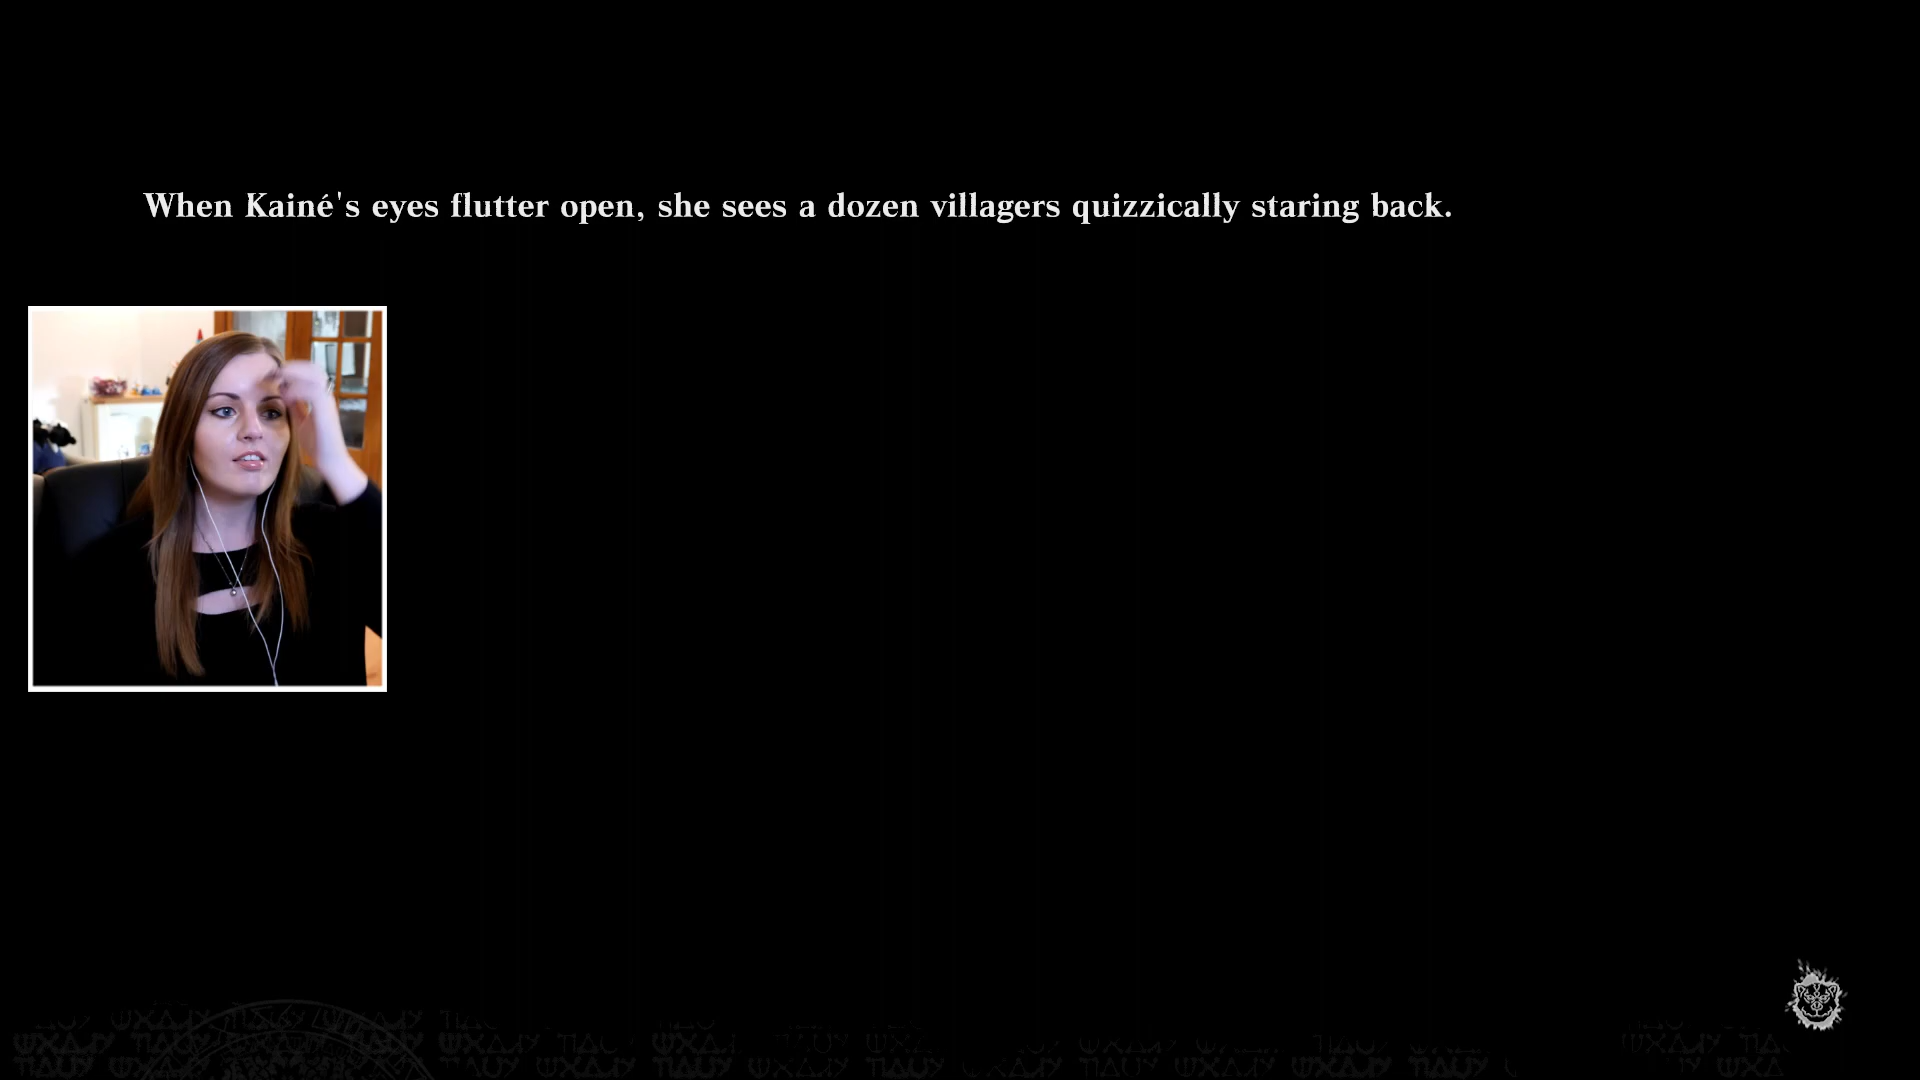 When Kainé's eyes flutter open, she sees a dozen villagers quizzically staring back.